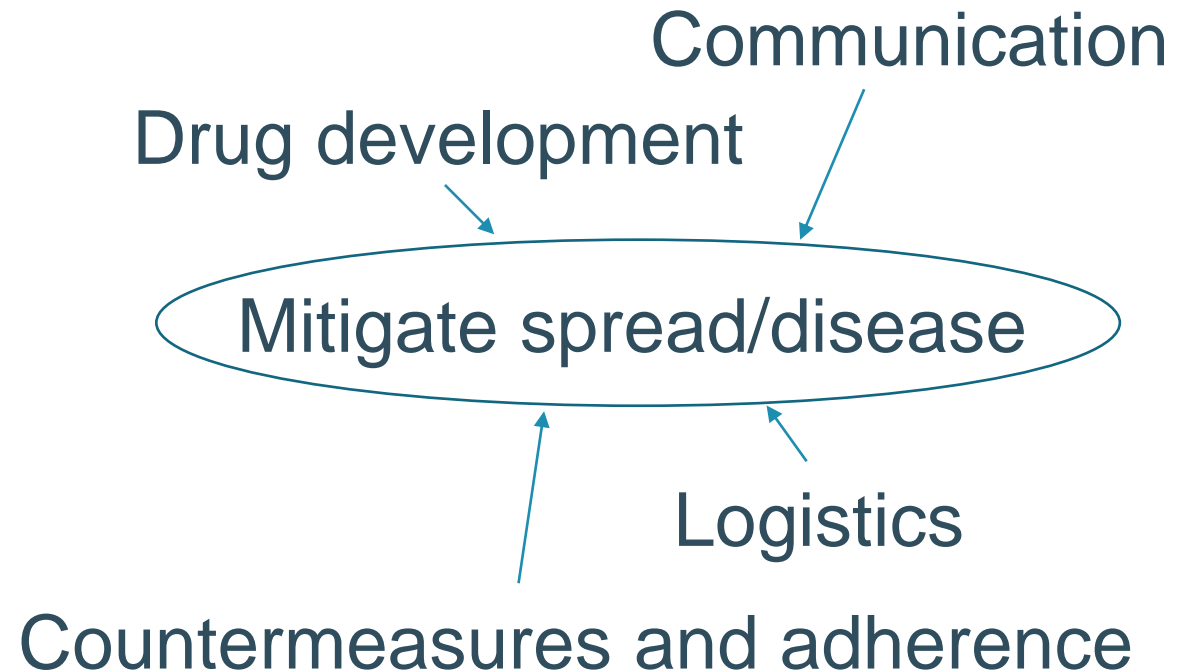 Communication
Drug development
Mitigate spread/disease
Logistics
Countermeasures and adherence